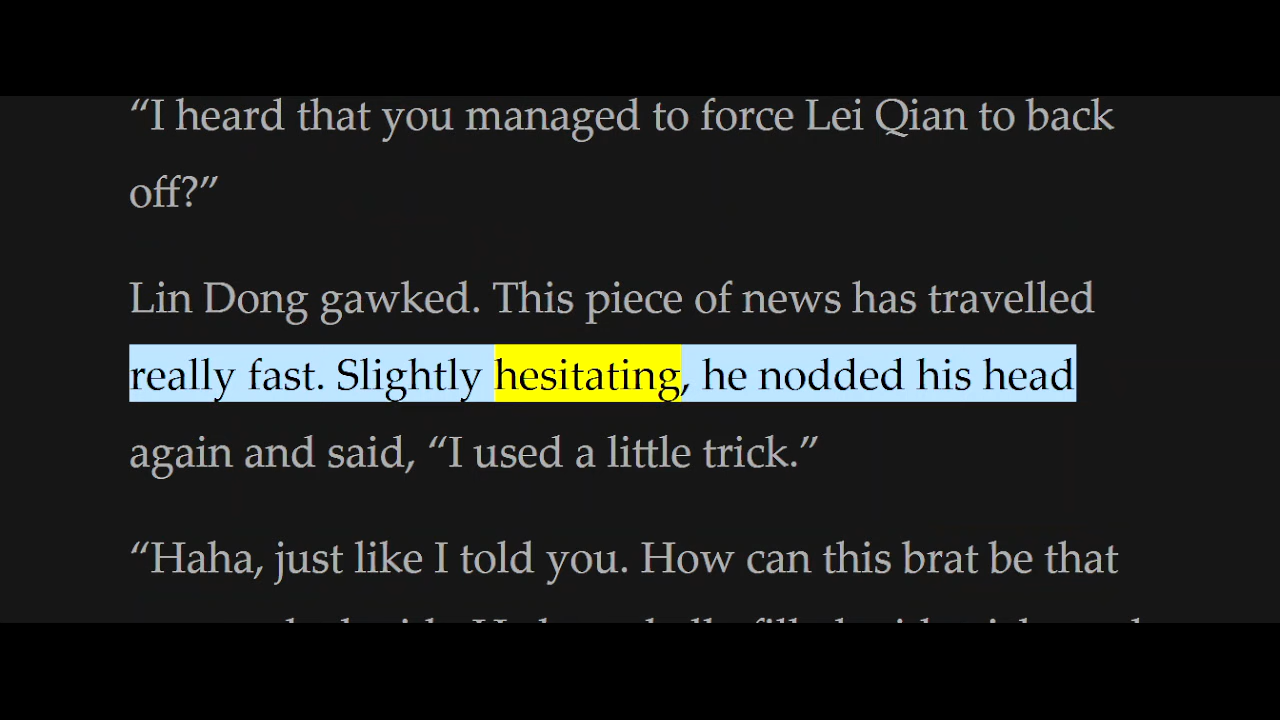 “I heard that you managed to force Lei Qian to back
off?”
Lin Dong gawked. This piece of news has travelled
really fast. Slightly hesitating, he nodded his head
again and said, “I used a little trick.”
“Haha, just like I told you. How can this brat be that